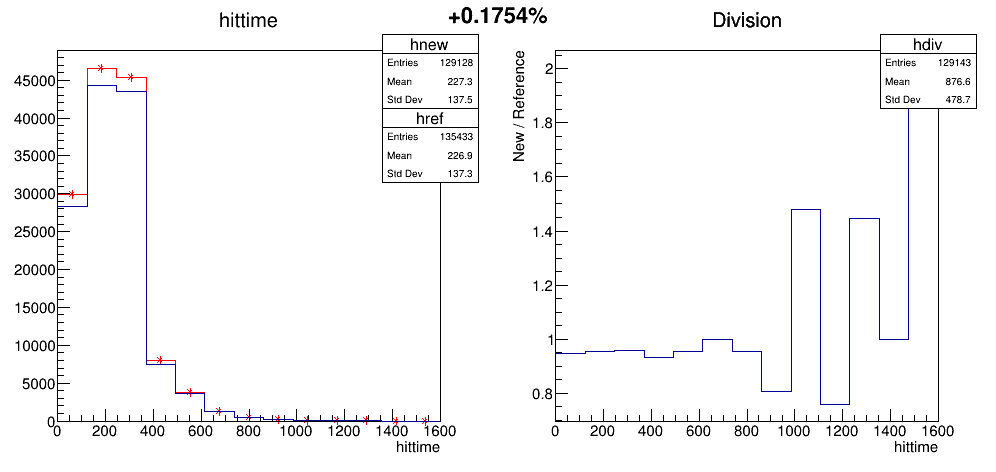 +0.1754%
hittime
hnew
Entries 129128
Mean 227.3
Std Dev 137.5
href
Entries 135433
Mean 226.9
Std Dev 137.3
45000
40000
35000
30000
25000
20000
15000
10000
5000
0
0 200 400 600 800 1000 1200 1400 1600
hittime
Division
hdiv
Entries 129143
Mean 876.6
Std Dev 478.7
New / Reference
2
1.8
1.6
1.4
1.2
1
0.8
0 200 400 600 800 1000 1200 1400 1600
hittime